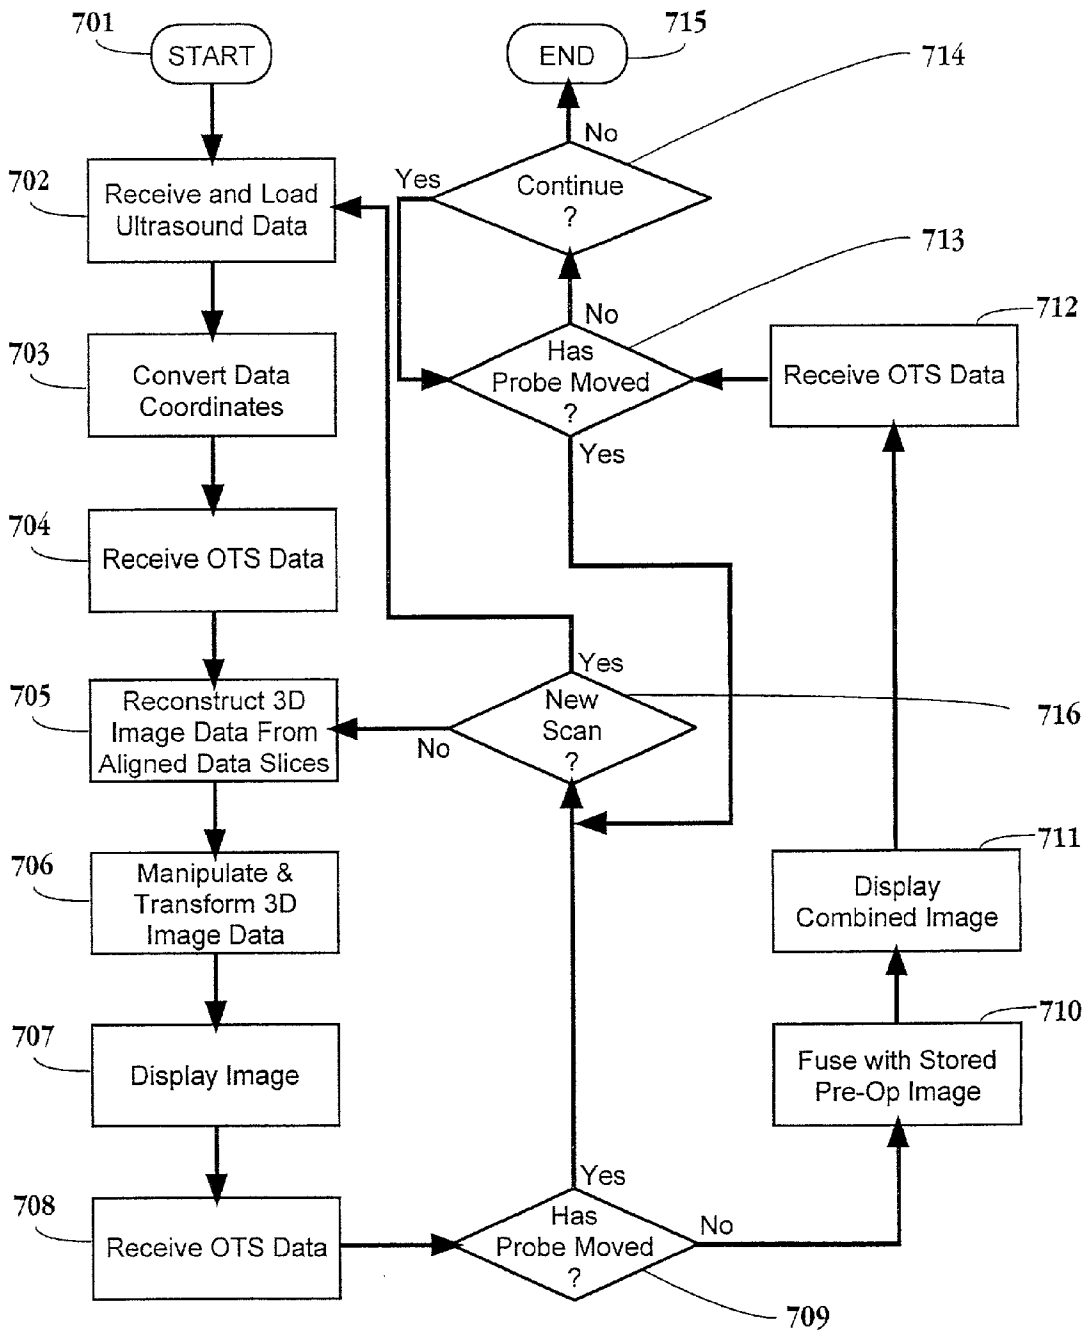 701
START
702
Receive and Load
Ultrasound Data
703
Convert Data
Coordinates
704
Receive OTS Data
705
Reconstruct 3D
Image Data From
Aligned Data Slices
706
Manipulate &
Transform 3D
Image Data
707
Display Image
708
Receive OTS Data
Has
Probe Moved
?
709
Yes
No
Fuse with Stored
Pre-Op Image
710
Display
Combined Image
711
Receive OTS Data
712
Has
Probe Moved
?
713
Yes
No
Continue
?
714
Yes
No
END
715
New
Scan
?
716
Yes
No